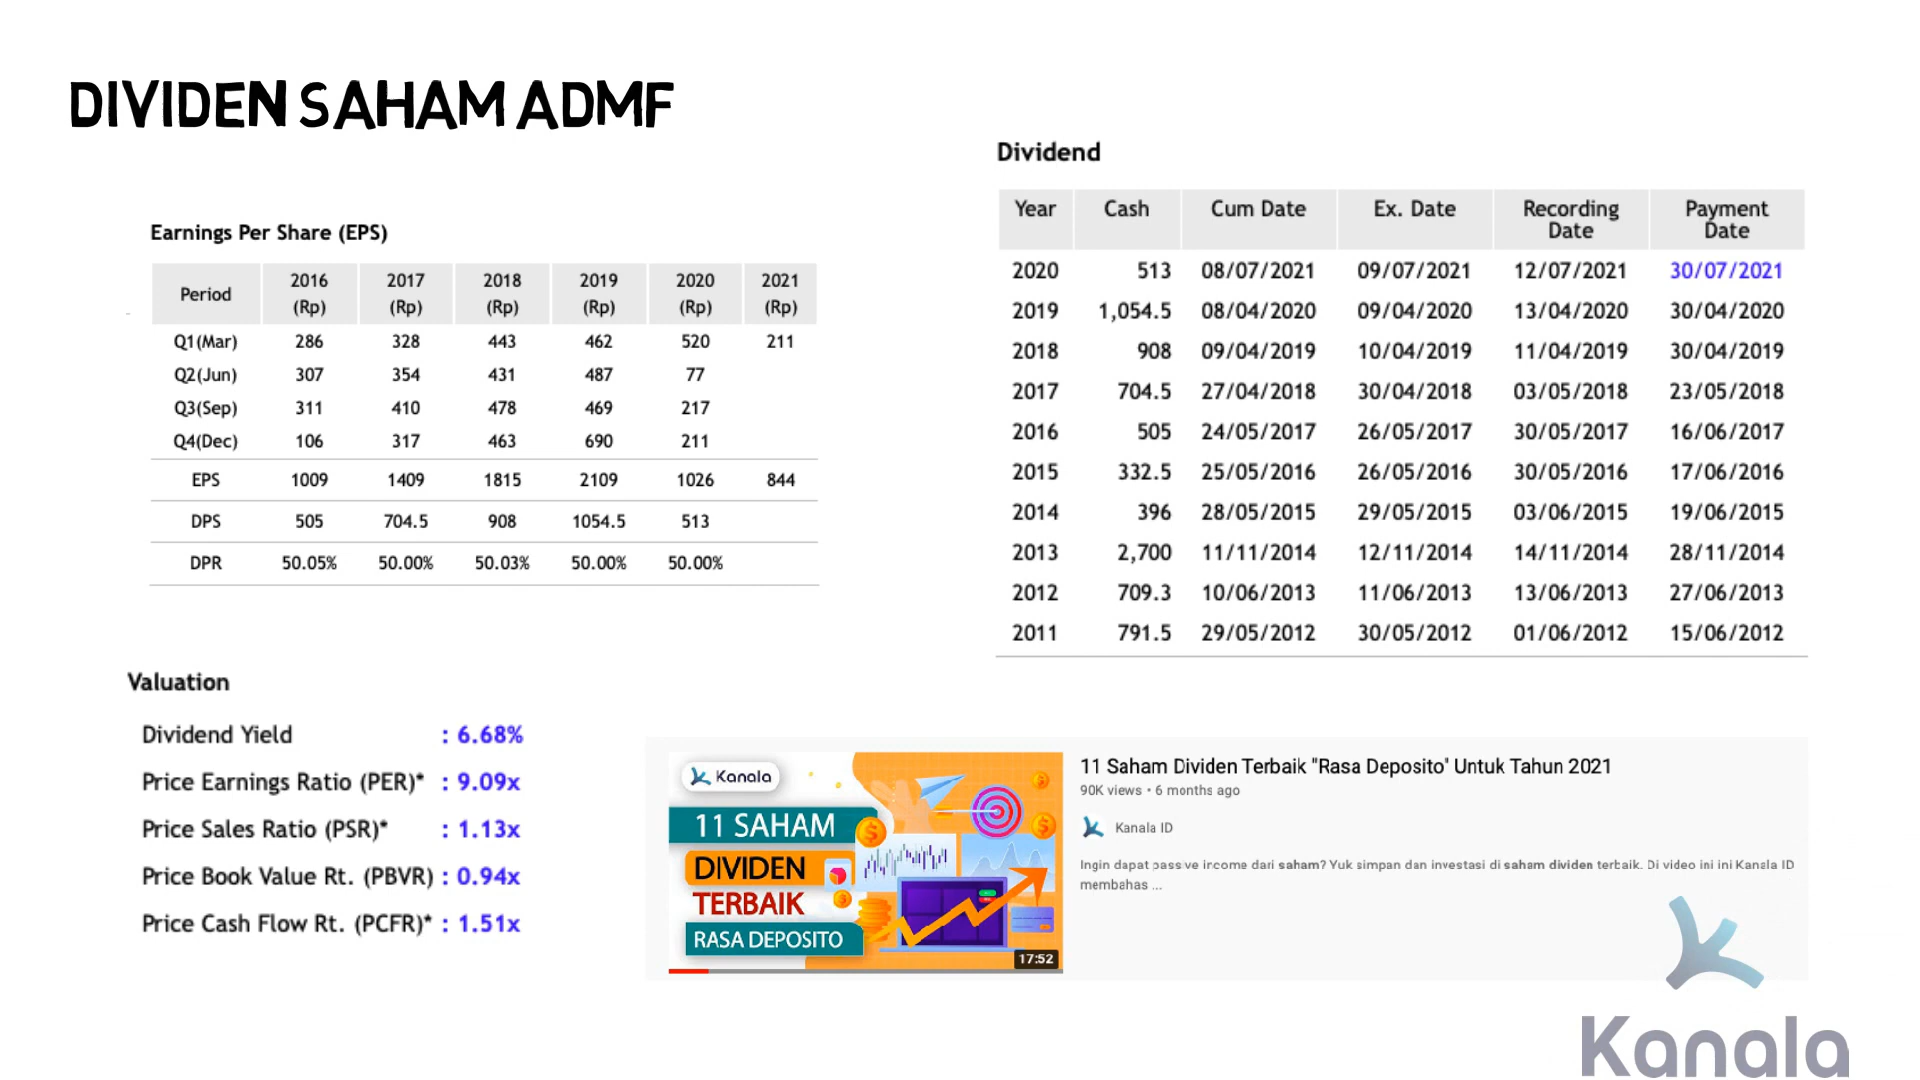 DIVIDEN SAHAM ADMF
Earnings Per Share (EPS)
Period 2016 (Rp) 2017 (Rp) 2018 (Rp) 2019 (Rp) 2020 (Rp) 2021 (Rp)
Q1(Mar) 286 328 443 462 520 211
Q2(Jun) 307 354 431 487 77
Q3(Sep) 311 410 478 469 217
Q4(Dec) 106 317 463 690 211
EPS 1009 1409 1815 2109 1026 844
DPS 505 704.5 908 1054.5 513
DPR 50.05% 50.00% 50.03% 50.00% 50.00%
Dividend
Year Cash Cum Date Ex. Date Recording Date Payment Date
2020 513 08/07/2021 09/07/2021 12/07/2021 30/07/2021
2019 1,054.5 08/04/2020 09/04/2020 13/04/2020 30/04/2020
2018 908 09/04/2019 10/04/2019 11/04/2019 30/04/2019
2017 704.5 27/04/2018 30/04/2018 03/05/2018 23/05/2018
2016 505 24/05/2017 26/05/2017 30/05/2017 16/06/2017
2015 332.5 25/05/2016 26/05/2016 30/05/2016 17/06/2016
2014 396 28/05/2015 29/05/2015 03/06/2015 19/06/2015
2013 2,700 11/11/2014 12/11/2014 14/11/2014 28/11/2014
2012 709.3 10/06/2013 11/06/2013 13/06/2013 27/06/2013
2011 791.5 29/05/2012 30/05/2012 01/06/2012 15/06/2012
Valuation
Dividend Yield : 6.68%
Price Earnings Ratio (PER)* : 9.09x
Price Sales Ratio (PSR)* : 1.13x
Price Book Value Rt. (PBVR) : 0.94x
Price Cash Flow Rt. (PCFR)* : 1.51x
Kanala
11 SAHAM
DIVIDEN
TERBAIK
RASA DEPOSITO
17:52
11 Saham Dividen Terbaik "Rasa Deposito" Untuk Tahun 2021
90K views • 6 months ago
Kanala ID
Ingin dapat passive income dari saham? Yuk simpan dan investasi di saham dividen terbaik. Di video ini ini Kanala ID
membahas ...
Kanala